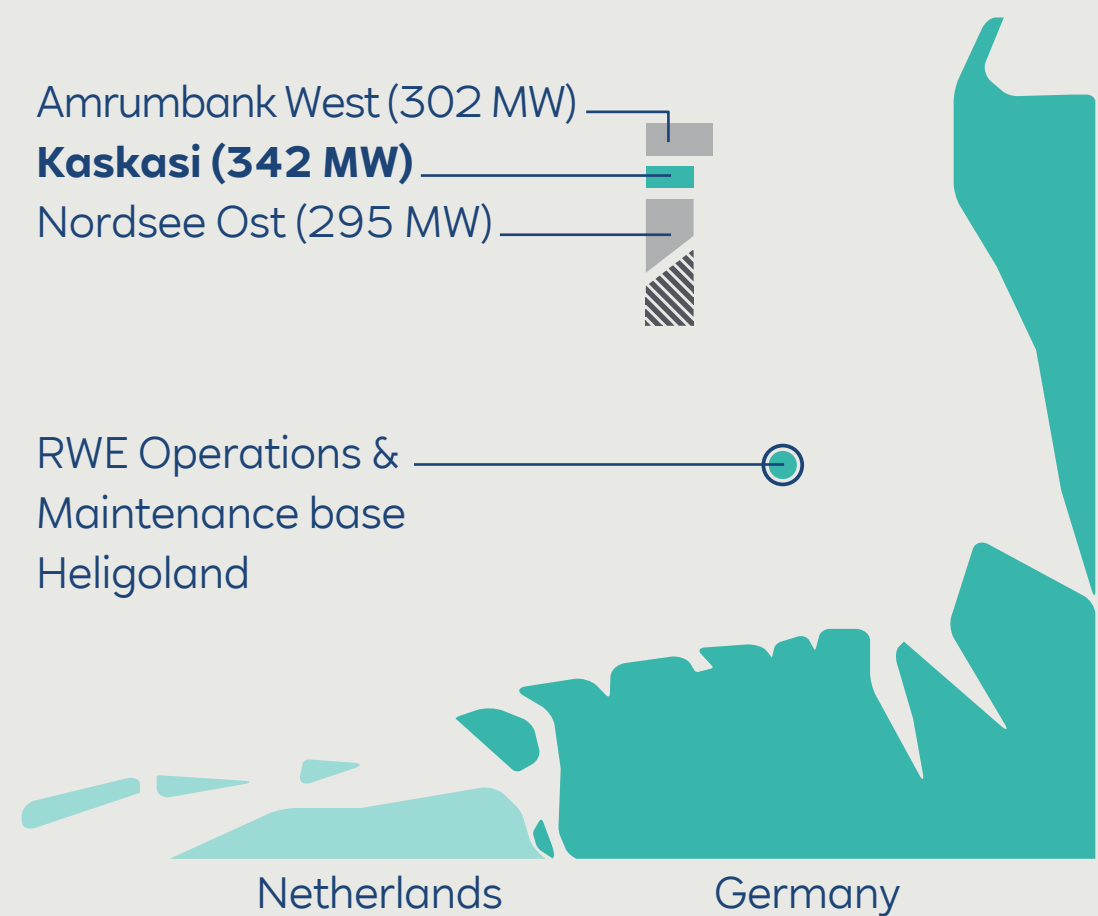 Amrumbank West (302 MW)
Kaskasi (342 MW)
Nordsee Ost (295 MW)
RWE Operations &
Maintenance base
Heligoland
Netherlands
Germany